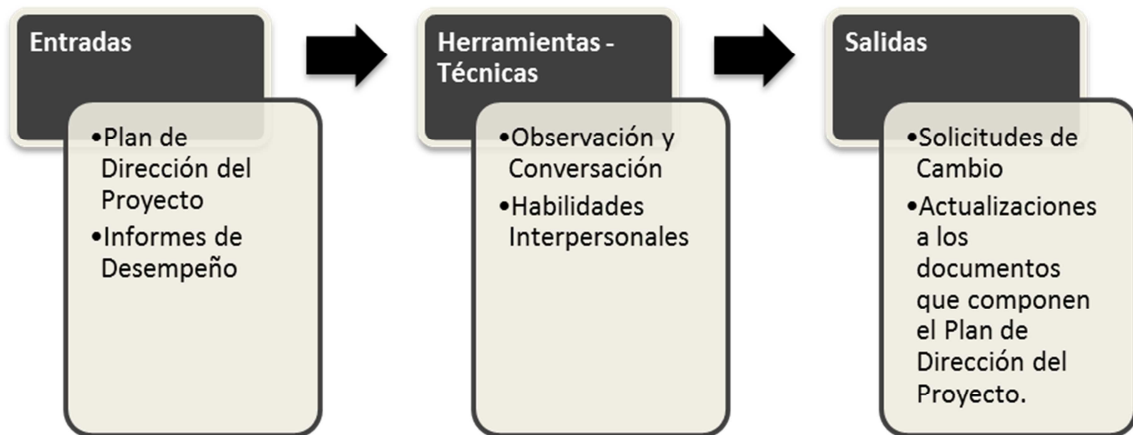 Entradas
•Plan de
Dirección del
Proyecto
•Informes de
Desempeño
Herramientas -
Técnicas
•Observación y
Conversación
•Habilidades
Interpersonales
Salidas
•Solicitudes de
Cambio
•Actualizaciones
a los
documentos
que componen
el Plan de
Dirección del
Proyecto.